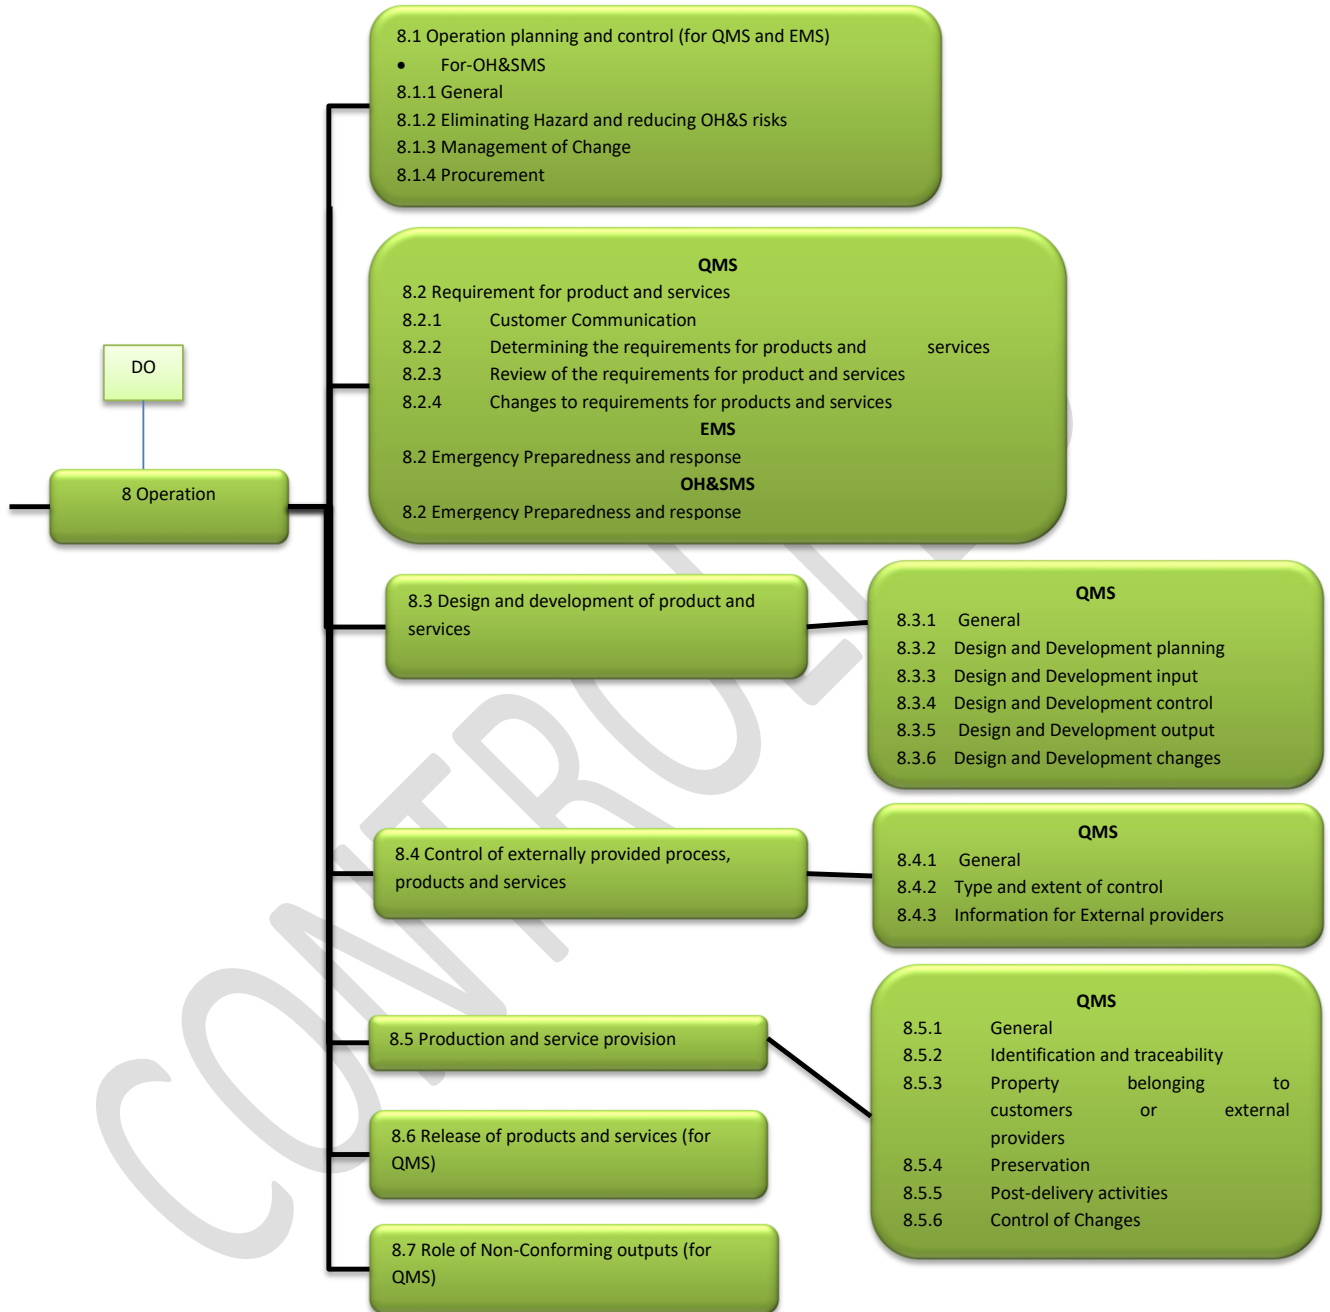 8.1 Operation planning and control (for QMS and EMS)
• For-OH&SMS
8.1.1 General
8.1.2 Eliminating Hazard and reducing OH&S risks
8.1.3 Management of Change
8.1.4 Procurement
QMS
8.2 Requirement for product and services
8.2.1 Customer Communication
8.2.2 Determining the requirements for products and services
8.2.3 Review of the requirements for product and services
8.2.4 Changes to requirements for products and services
EMS
8.2 Emergency Preparedness and response
OH&SMS
8.2 Emergency Preparedness and response
DO
8 Operation
8.3 Design and development of product and
services
QMS
8.3.1 General
8.3.2 Design and Development planning
8.3.3 Design and Development input
8.3.4 Design and Development control
8.3.5 Design and Development output
8.3.6 Design and Development changes
8.4 Control of externally provided process,
products and services
QMS
8.4.1 General
8.4.2 Type and extent of control
8.4.3 Information for External providers
8.5 Production and service provision
QMS
8.5.1 General
8.5.2 Identification and traceability
8.5.3 Property belonging to
customers or external
providers
8.5.4 Preservation
8.5.5 Post-delivery activities
8.5.6 Control of Changes
8.6 Release of products and services (for
QMS)
8.7 Role of Non-Conforming outputs (for
QMS)